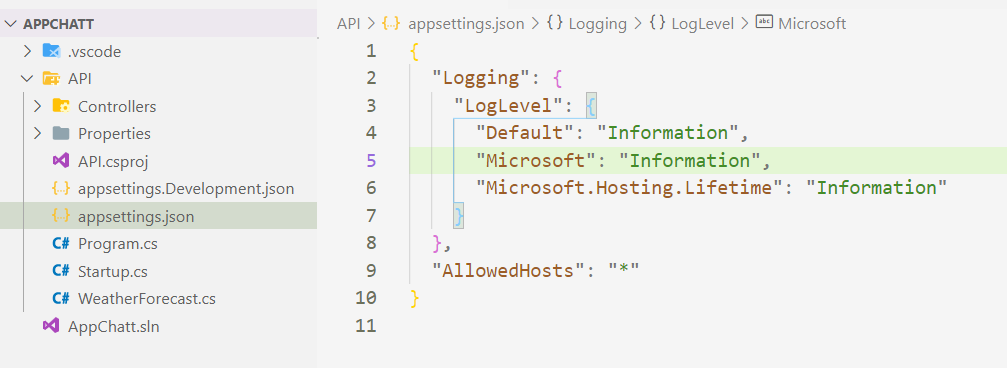 APPCHATT
.vscode
API
Controllers
Properties
API.csproj
appsettings.Development.json
appsettings.json
C# Program.cs
C# Startup.cs
C# WeatherForecast.cs
AppChatt.sln
API > {..} appsettings.json > {} Logging > {} LogLevel > abc Microsoft
1 {
2 "Logging": {
3 "LogLevel": {
4 "Default": "Information",
5 "Microsoft": "Information",
6 "Microsoft.Hosting.Lifetime": "Information"
7 }
8 },
9 "AllowedHosts": "*"
10 }
11